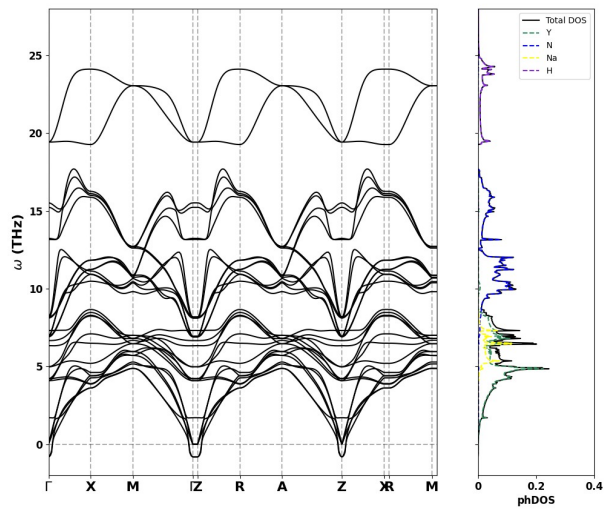 ω (THz)
25
20
15
10
5
0
Γ X M Γ Z R A Z X R M
Total DOS
Y
N
Na
H
0 0.2 0.4
phDOS